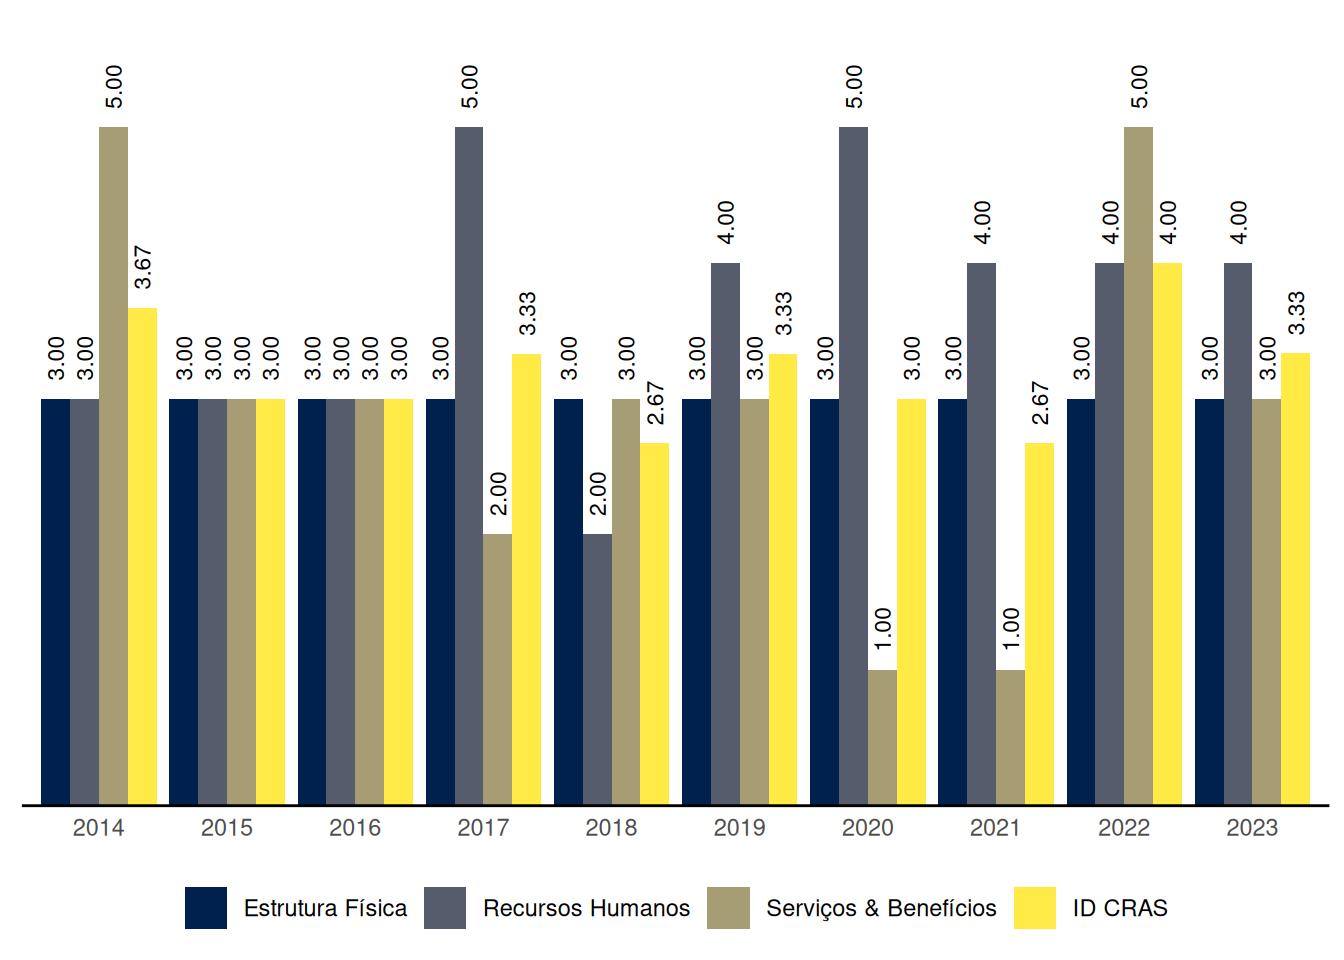 3.00 3.00 5.00 3.67 3.00 3.00 3.00 3.00 3.00 3.00 3.00 3.00 3.00 5.00 2.00 3.33 3.00 2.00 3.00 2.67 3.00 4.00 3.00 3.33 3.00 5.00 1.00 3.00 3.00 4.00 1.00 2.67 3.00 4.00 5.00 4.00 3.00 4.00 3.00 3.33
2014 2015 2016 2017 2018 2019 2020 2021 2022 2023
Estrutura Física Recursos Humanos Serviços & Benefícios ID CRAS